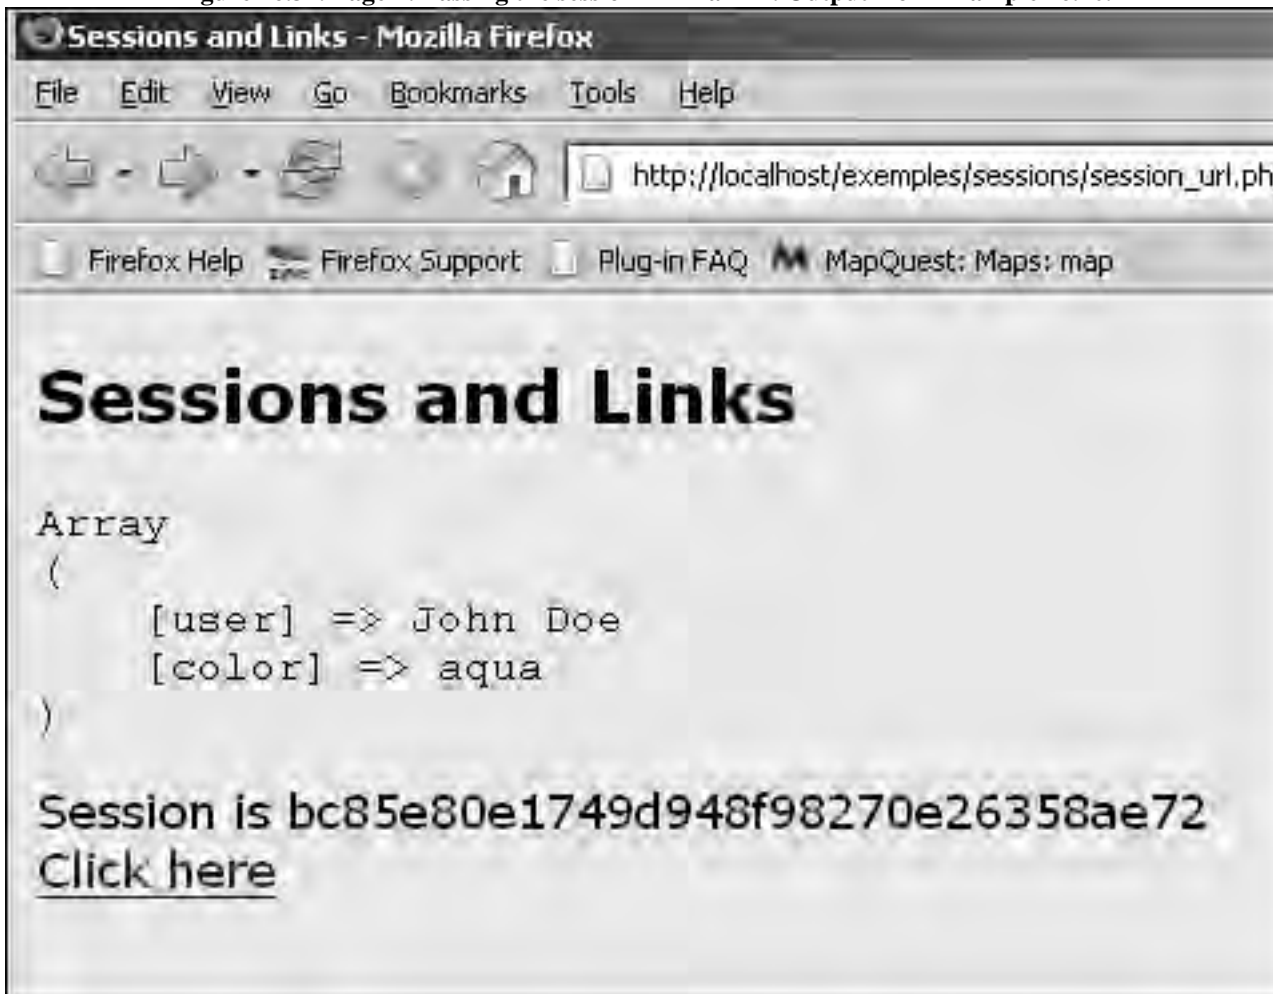 Sessions and Links - Mozilla Firefox
File Edit View Go Bookmarks Tools Help
http://localhost/exemples/sessions/session_url.ph
Firefox Help Firefox Support Plug-in FAQ MapQuest: Maps: map
Sessions and Links
Array
(
[user] => John Doe
[color] => aqua
)
Session is bc85e80e1749d948f98270e26358ae72
Click here